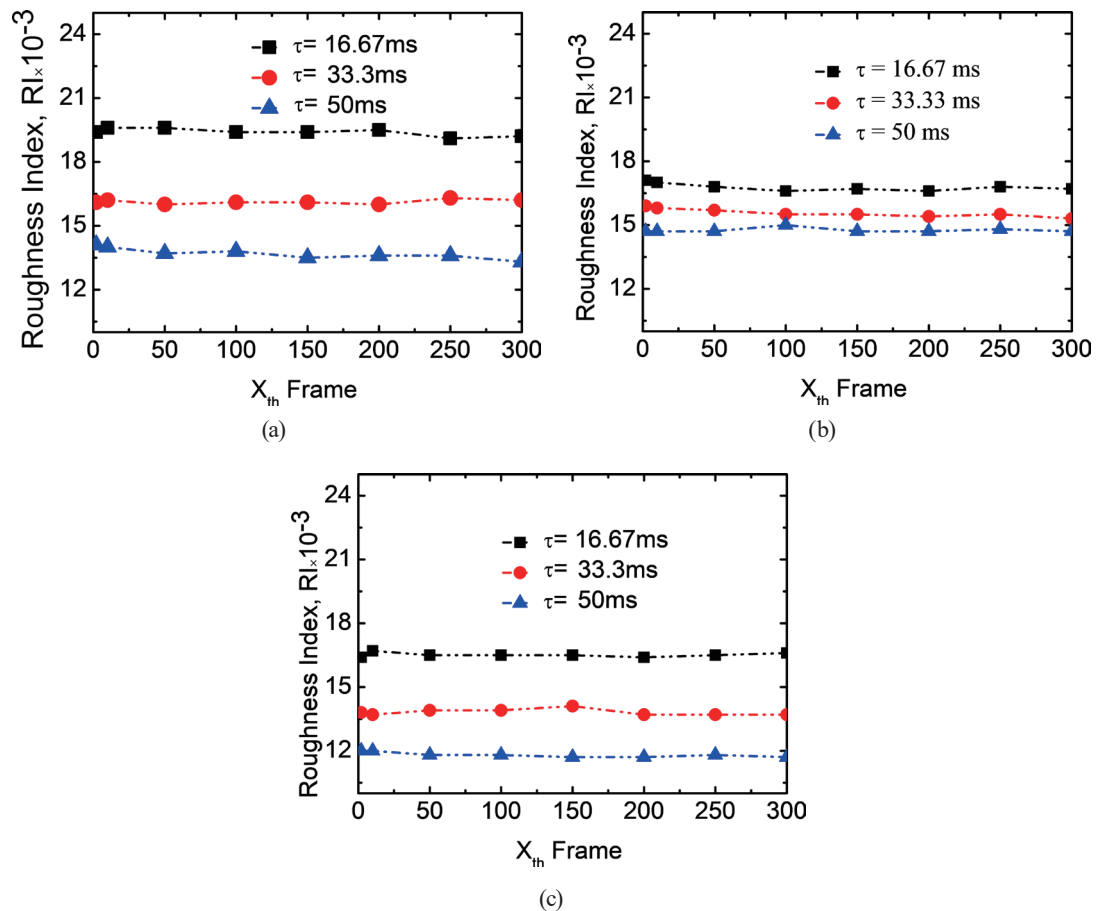 Roughness Index, RI×10-3
24
21
18
15
12
τ= 16.67ms
τ= 33.3ms
τ= 50ms
0 50 100 150 200 250 300
Xth Frame
(a)
Roughness Index, RI×10-3
24
21
18
15
12
τ = 16.67 ms
τ = 33.33 ms
τ = 50 ms
0 50 100 150 200 250 300
Xth Frame
(b)
Roughness Index, RI×10-3
24
21
18
15
12
τ= 16.67ms
τ= 33.3ms
τ= 50ms
0 50 100 150 200 250 300
Xth Frame
(c)